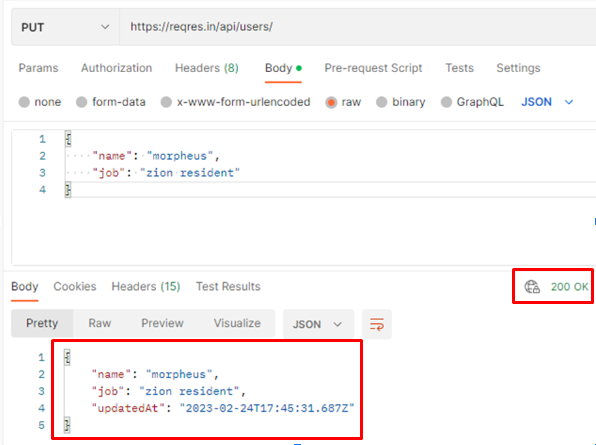 PUT https://reqres.in/api/users/
Params Authorization Headers (8) Body Pre-request Script Tests Settings
none form-data x-www-form-urlencoded raw binary GraphQL JSON
1 {
2 "name": "morpheus",
3 "job": "zion resident"
4 }
Body Cookies Headers (15) Test Results 200 OK
Pretty Raw Preview Visualize JSON
1 {
2 "name": "morpheus",
3 "job": "zion resident",
4 "updatedAt": "2023-02-24T17:45:31.687Z"
5 }